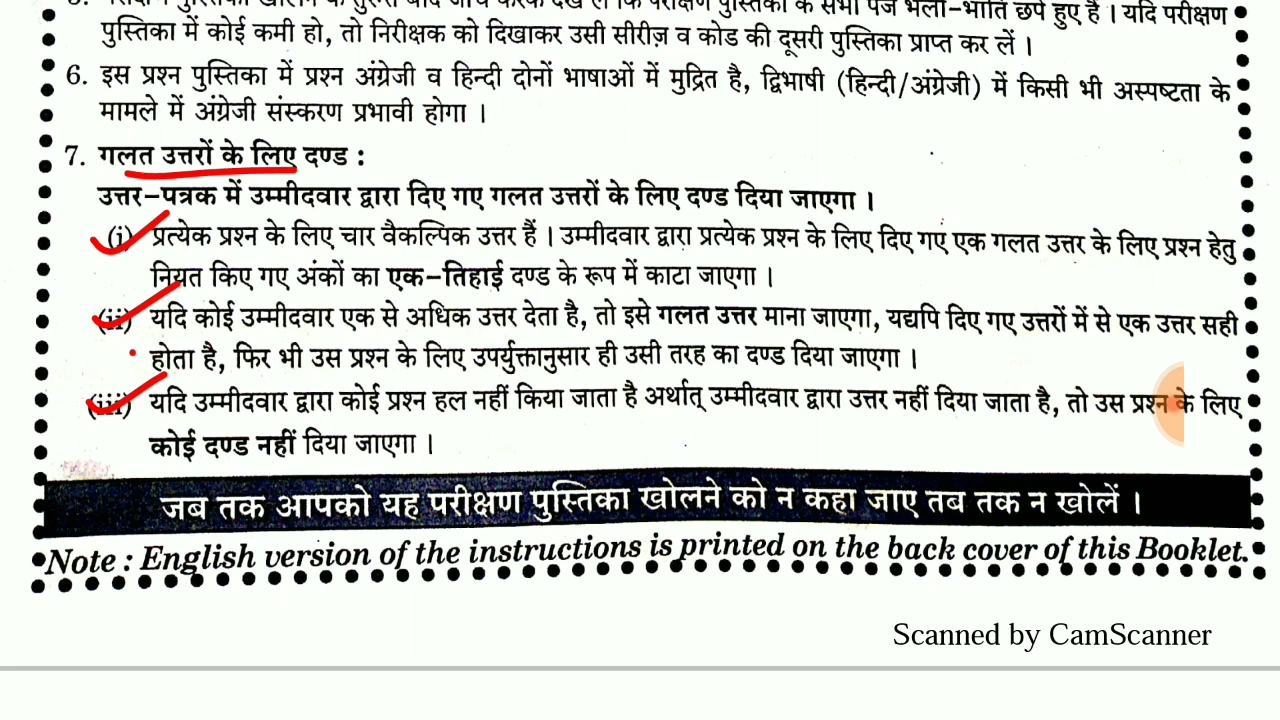 पुस्तिका में कोई कमी हो, तो निरीक्षक को दिखाकर उसी सीरीज़ व कोड की दूसरी पुस्तिका प्राप्त कर लें ।
6. इस प्रश्न पुस्तिका में प्रश्न अंग्रेजी व हिन्दी दोनों भाषाओं में मुद्रित है, द्विभाषी (हिन्दी/अंग्रेजी) में किसी भी अस्पष्टता के
मामले में अंग्रेजी संस्करण प्रभावी होगा ।
7. गलत उत्तरों के लिए दण्ड :
उत्तर-पत्रक में उम्मीदवार द्वारा दिए गए गलत उत्तरों के लिए दण्ड दिया जाएगा ।
(i) प्रत्येक प्रश्न के लिए चार वैकल्पिक उत्तर हैं । उम्मीदवार द्वारा प्रत्येक प्रश्न के लिए दिए गए एक गलत उत्तर के लिए प्रश्न हेतु
नियत किए गए अंकों का एक-तिहाई दण्ड के रूप में काटा जाएगा ।
(ii) यदि कोई उम्मीदवार एक से अधिक उत्तर देता है, तो इसे गलत उत्तर माना जाएगा, यद्यपि दिए गए उत्तरों में से एक उत्तर सही
होता है, फिर भी उस प्रश्न के लिए उपर्युक्तानुसार ही उसी तरह का दण्ड दिया जाएगा ।
(iii) यदि उम्मीदवार द्वारा कोई प्रश्न हल नहीं किया जाता है अर्थात् उम्मीदवार द्वारा उत्तर नहीं दिया जाता है, तो उस प्रश्न के लिए
कोई दण्ड नहीं दिया जाएगा ।
जब तक आपको यह परीक्षण पुस्तिका खोलने को न कहा जाए तब तक न खोलें ।
Note : English version of the instructions is printed on the back cover of this Booklet.
Scanned by CamScanner